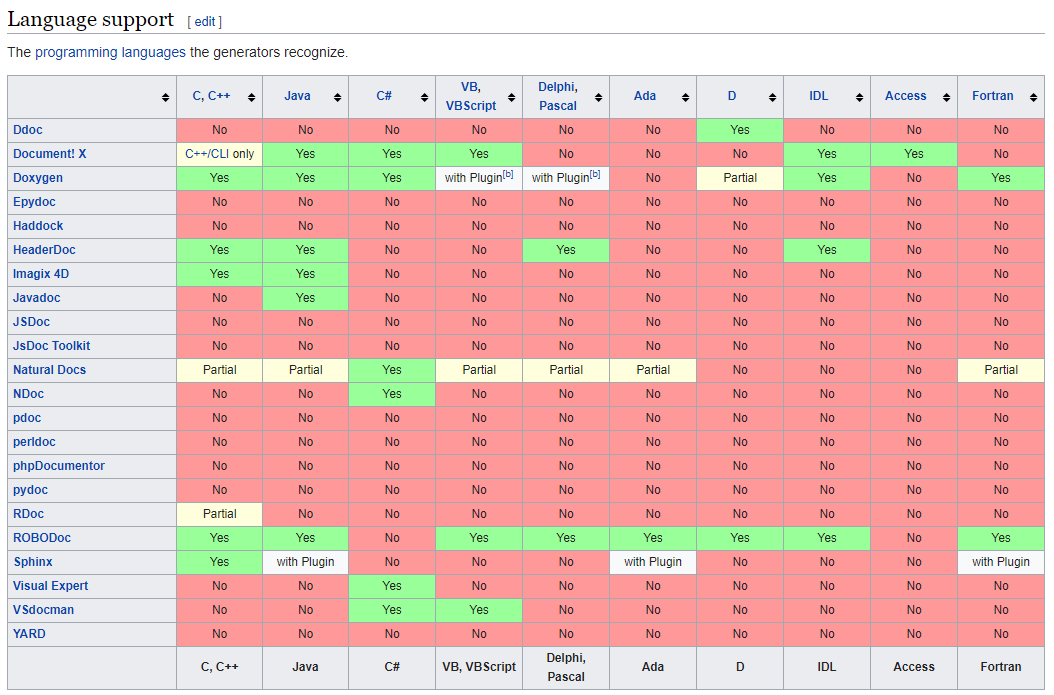 Language support [ edit ]
The programming languages the generators recognize.
C, C++ Java C# VB, VBScript Delphi, Pascal Ada D IDL Access Fortran
Ddoc No No No No No No Yes No No No
Document! X C++/CLI only Yes Yes Yes No No No Yes Yes No
Doxygen Yes Yes Yes with Plugin[b] with Plugin[b] No Partial Yes No Yes
Epydoc No No No No No No No No No No
Haddock No No No No No No No No No No
HeaderDoc Yes Yes No No Yes No No Yes No No
Imagix 4D Yes Yes No No No No No No No No
Javadoc No Yes No No No No No No No No
JSDoc No No No No No No No No No No
JsDoc Toolkit No No No No No No No No No No
Natural Docs Partial Partial Yes Partial Partial Partial No No No Partial
NDoc No No Yes No No No No No No No
pdoc No No No No No No No No No No
perldoc No No No No No No No No No No
phpDocumentor No No No No No No No No No No
pydoc No No No No No No No No No No
RDoc Partial No No No No No No No No No
ROBODoc Yes Yes No Yes Yes Yes Yes Yes No Yes
Sphinx Yes with Plugin No No No with Plugin No No No with Plugin
Visual Expert No No Yes No No No No No No No
VSdocman No No Yes Yes No No No No No No
YARD No No No No No No No No No No
C, C++ Java C# VB, VBScript Delphi, Pascal Ada D IDL Access Fortran